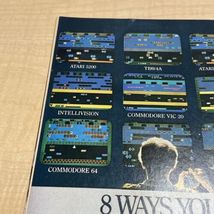 ATARI 5200
TI99/4A
INTELLIVISION
COMMODORE VIC 20
COMMODORE 64
8 WAYS YOU